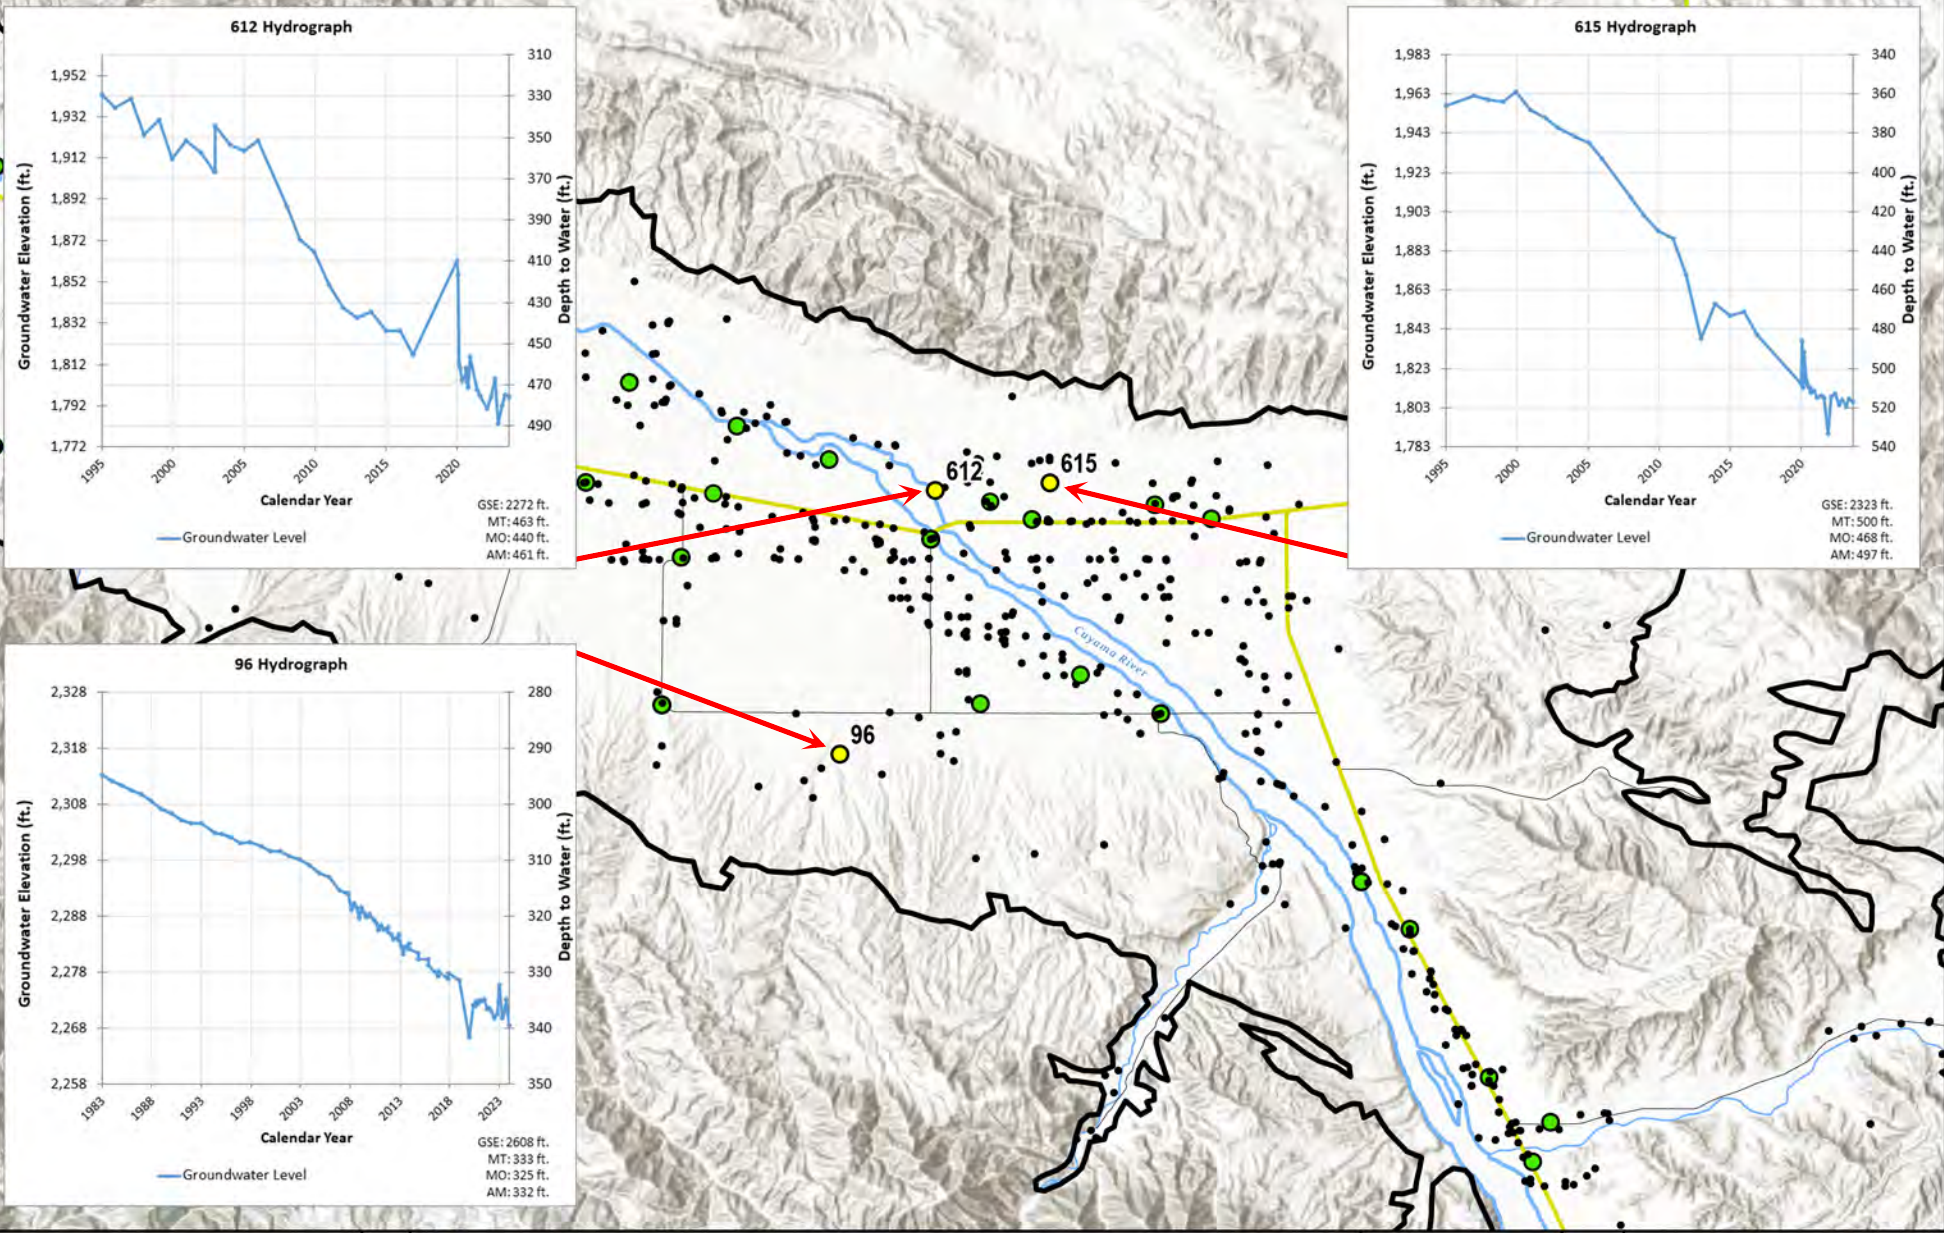 612 Hydrograph
Groundwater Elevation (ft.)
1,952
1,932
1,912
1,892
1,872
1,852
1,832
1,812
1,792
1,772
310
330
350
370
390
410
430
450
470
490
Depth to Water (ft.)
1995
2000
2005
2010
2015
2020
Calendar Year
Groundwater Level
GSE: 2272 ft.
MT: 463 ft.
MO: 440 ft.
AM: 461 ft.
615 Hydrograph
Groundwater Elevation (ft.)
1,983
1,963
1,943
1,923
1,903
1,883
1,863
1,843
1,823
1,803
1,783
340
360
380
400
420
440
460
480
500
520
540
Depth to Water (ft.)
1995
2000
2005
2010
2015
2020
Calendar Year
Groundwater Level
GSE: 2323 ft.
MT: 500 ft.
MO: 468 ft.
AM: 497 ft.
612
615
Cuyama River
96
96 Hydrograph
Groundwater Elevation (ft.)
2,328
2,318
2,308
2,298
2,288
2,278
2,268
2,258
280
290
300
310
320
330
340
350
Depth to Water (ft.)
1983
1988
1993
1998
2003
2008
2013
2018
2023
Calendar Year
Groundwater Level
GSE: 2608 ft.
MT: 333 ft.
MO: 325 ft.
AM: 332 ft.